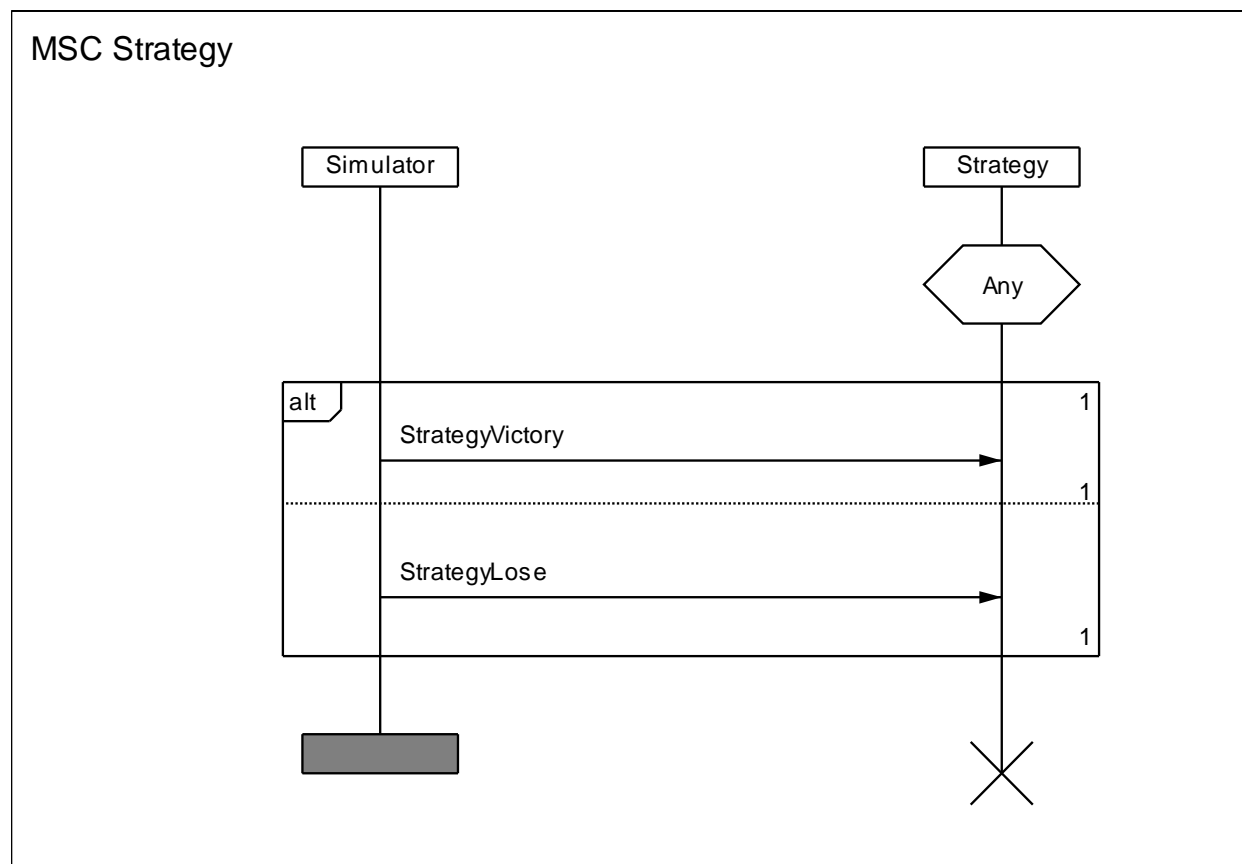 MSC Strategy
Simulator
Strategy
Any
alt
1
StrategyVictory
1
StrategyLose
1